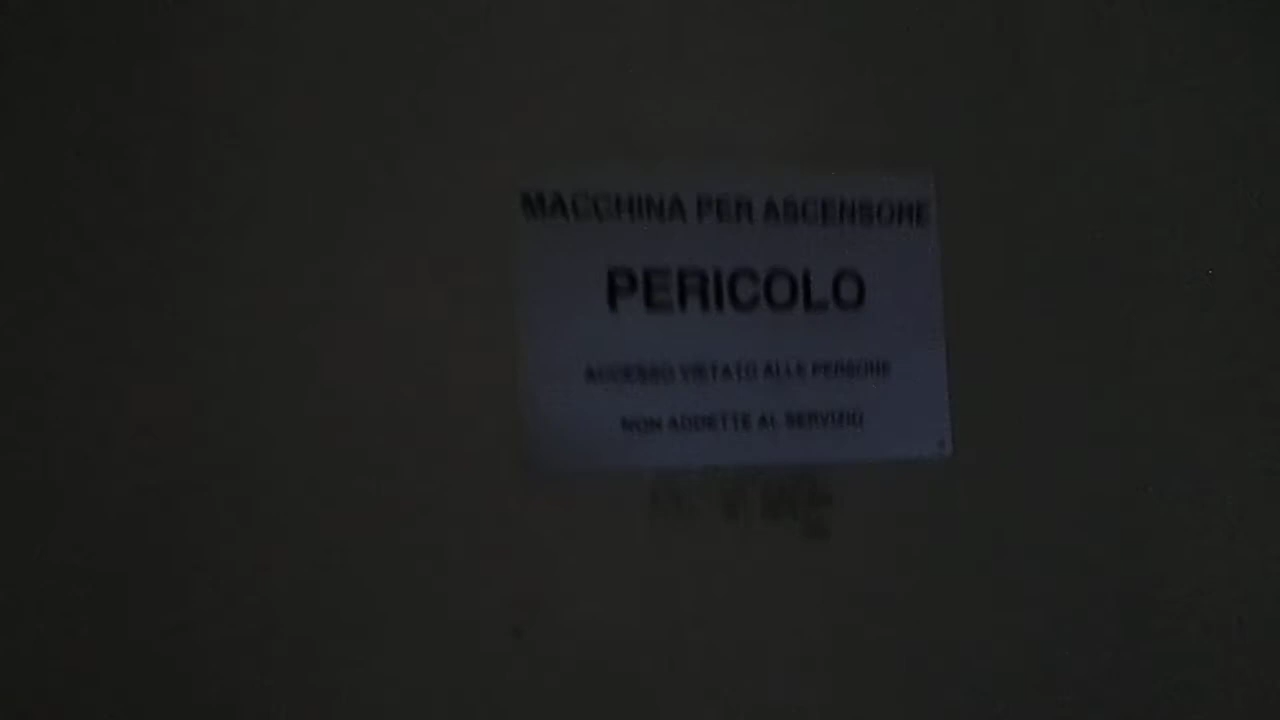 MACCHINA PER ASCENSORE
PERICOLO
ACCESSO VIETATO ALLE PERSONE
NON ADDETTE AL SERVIZIO